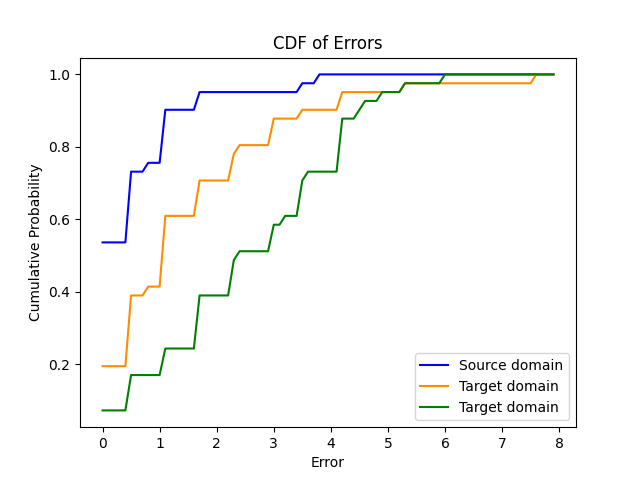 CDF of Errors
Cumulative Probability
1.0
0.8
0.6
0.4
0.2
0 1 2 3 4 5 6 7 8
Error
Source domain
Target domain
Target domain